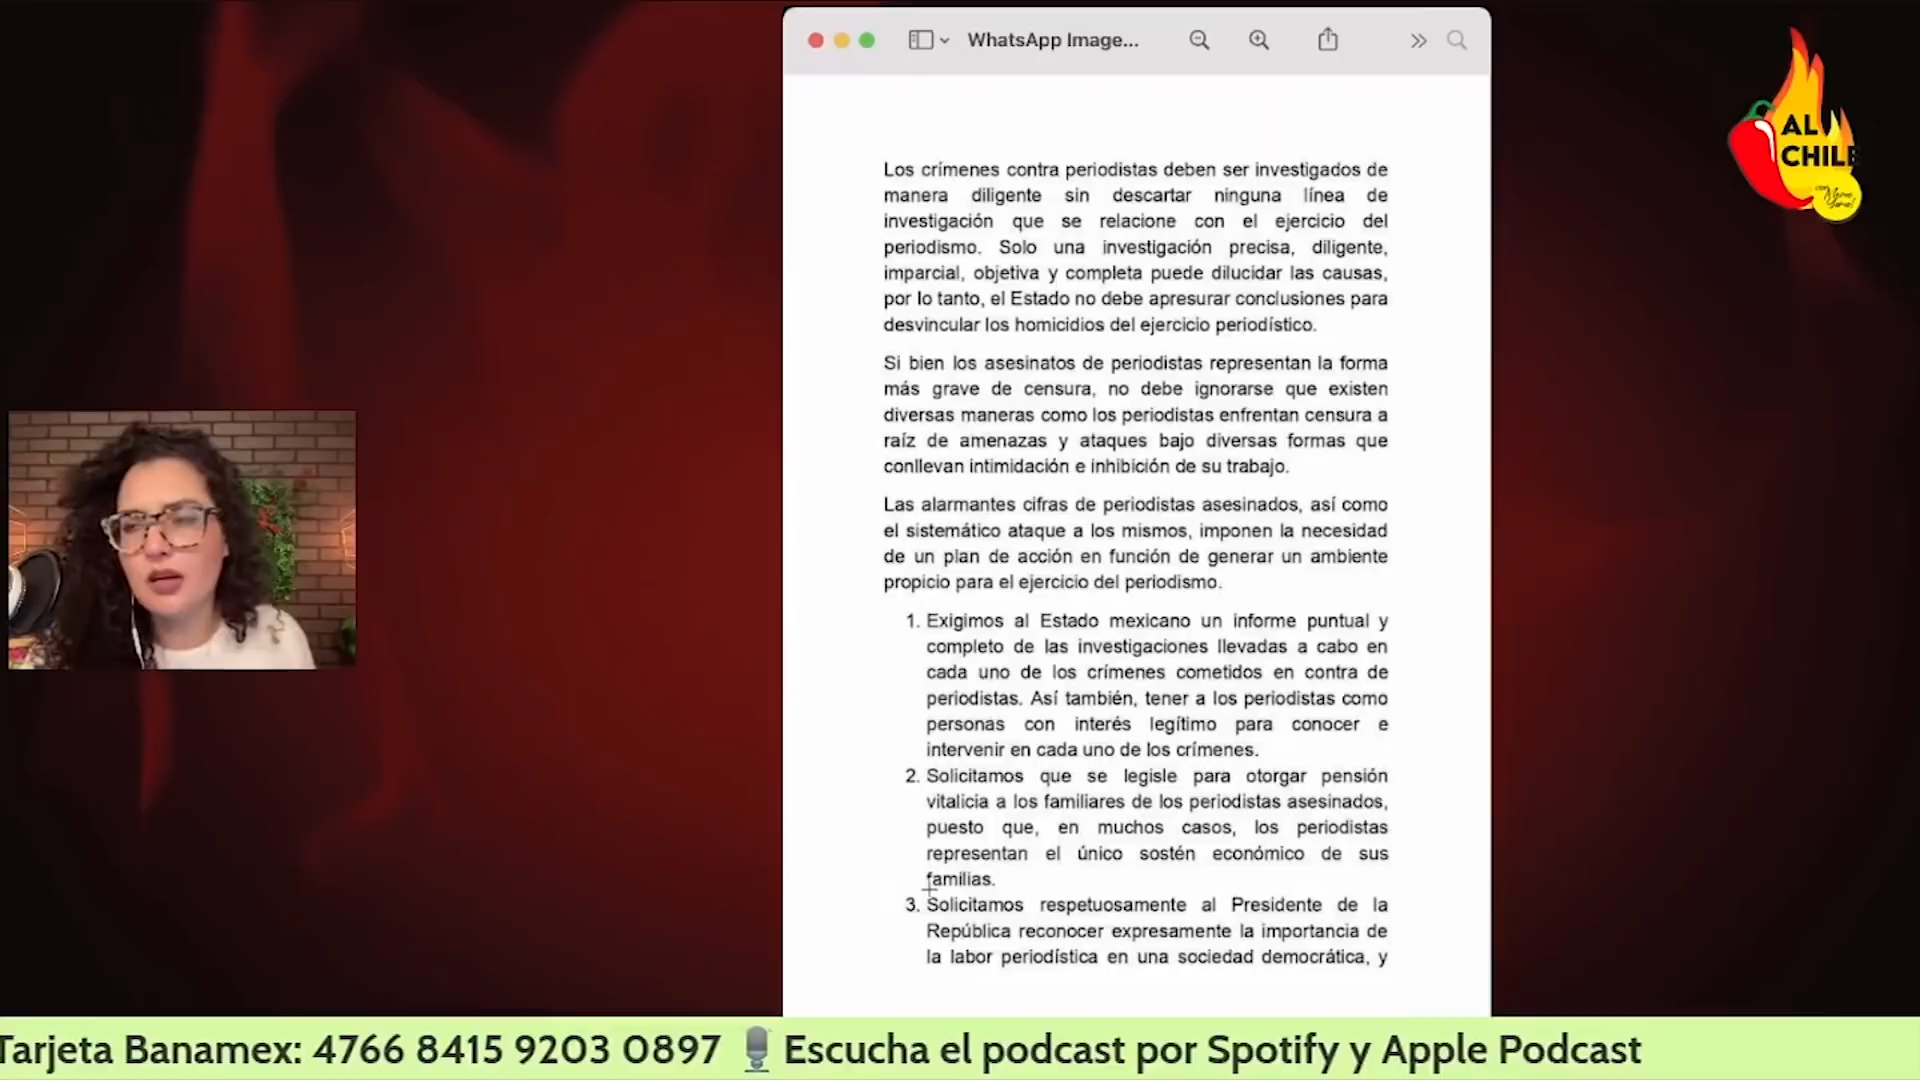 WhatsApp Image...
AL
CHILE
Los crímenes contra periodistas deben ser investigados de
manera diligente sin descartar ninguna línea de
investigación que se relacione con el ejercicio del
periodismo. Solo una investigación precisa, diligente,
imparcial, objetiva y completa puede dilucidar las causas,
por lo tanto, el Estado no debe apresurar conclusiones para
desvincular los homicidios del ejercicio periodístico.
Si bien los asesinatos de periodistas representan la forma
más grave de censura, no debe ignorarse que existen
diversas maneras como los periodistas enfrentan censura a
raíz de amenazas y ataques bajo diversas formas que
conllevan intimidación e inhibición de su trabajo.
Las alarmantes cifras de periodistas asesinados, así como
el sistemático ataque a los mismos, imponen la necesidad
de un plan de acción en función de generar un ambiente
propicio para el ejercicio del periodismo.
1. Exigimos al Estado mexicano un informe puntual y
completo de las investigaciones llevadas a cabo en
cada uno de los crímenes cometidos en contra de
periodistas. Así también, tener a los periodistas como
personas con interés legítimo para conocer e
intervenir en cada uno de los crímenes.
2. Solicitamos que se legisle para otorgar pensión
vitalicia a los familiares de los periodistas asesinados,
puesto que, en muchos casos, los periodistas
representan el único sostén económico de sus
familias.
3. Solicitamos respetuosamente al Presidente de la
República reconocer expresamente la importancia de
la labor periodística en una sociedad democrática, y
Tarjeta Banamex: 4766 8415 9203 0897 Escucha el podcast por Spotify y Apple Podcast